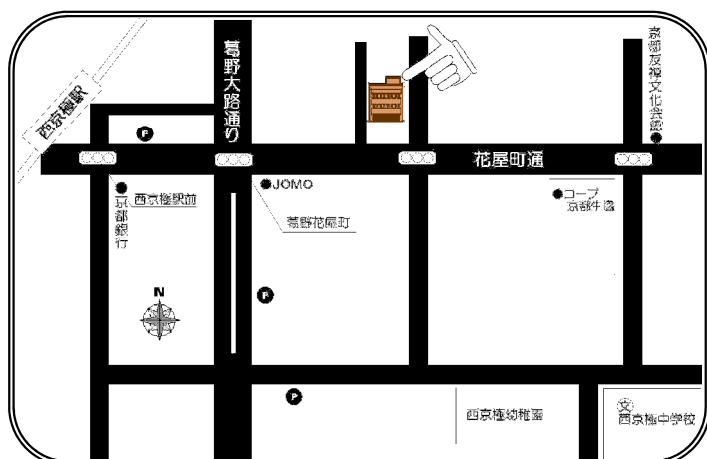 西京極駅
葛野大路通り
京都友禅文化会館
P
花屋町通
JOMO
京都銀行
西京極駅前
葛野花屋町
コープ
京都生協
N
P
P
西京極幼稚園
文
西京極中学校